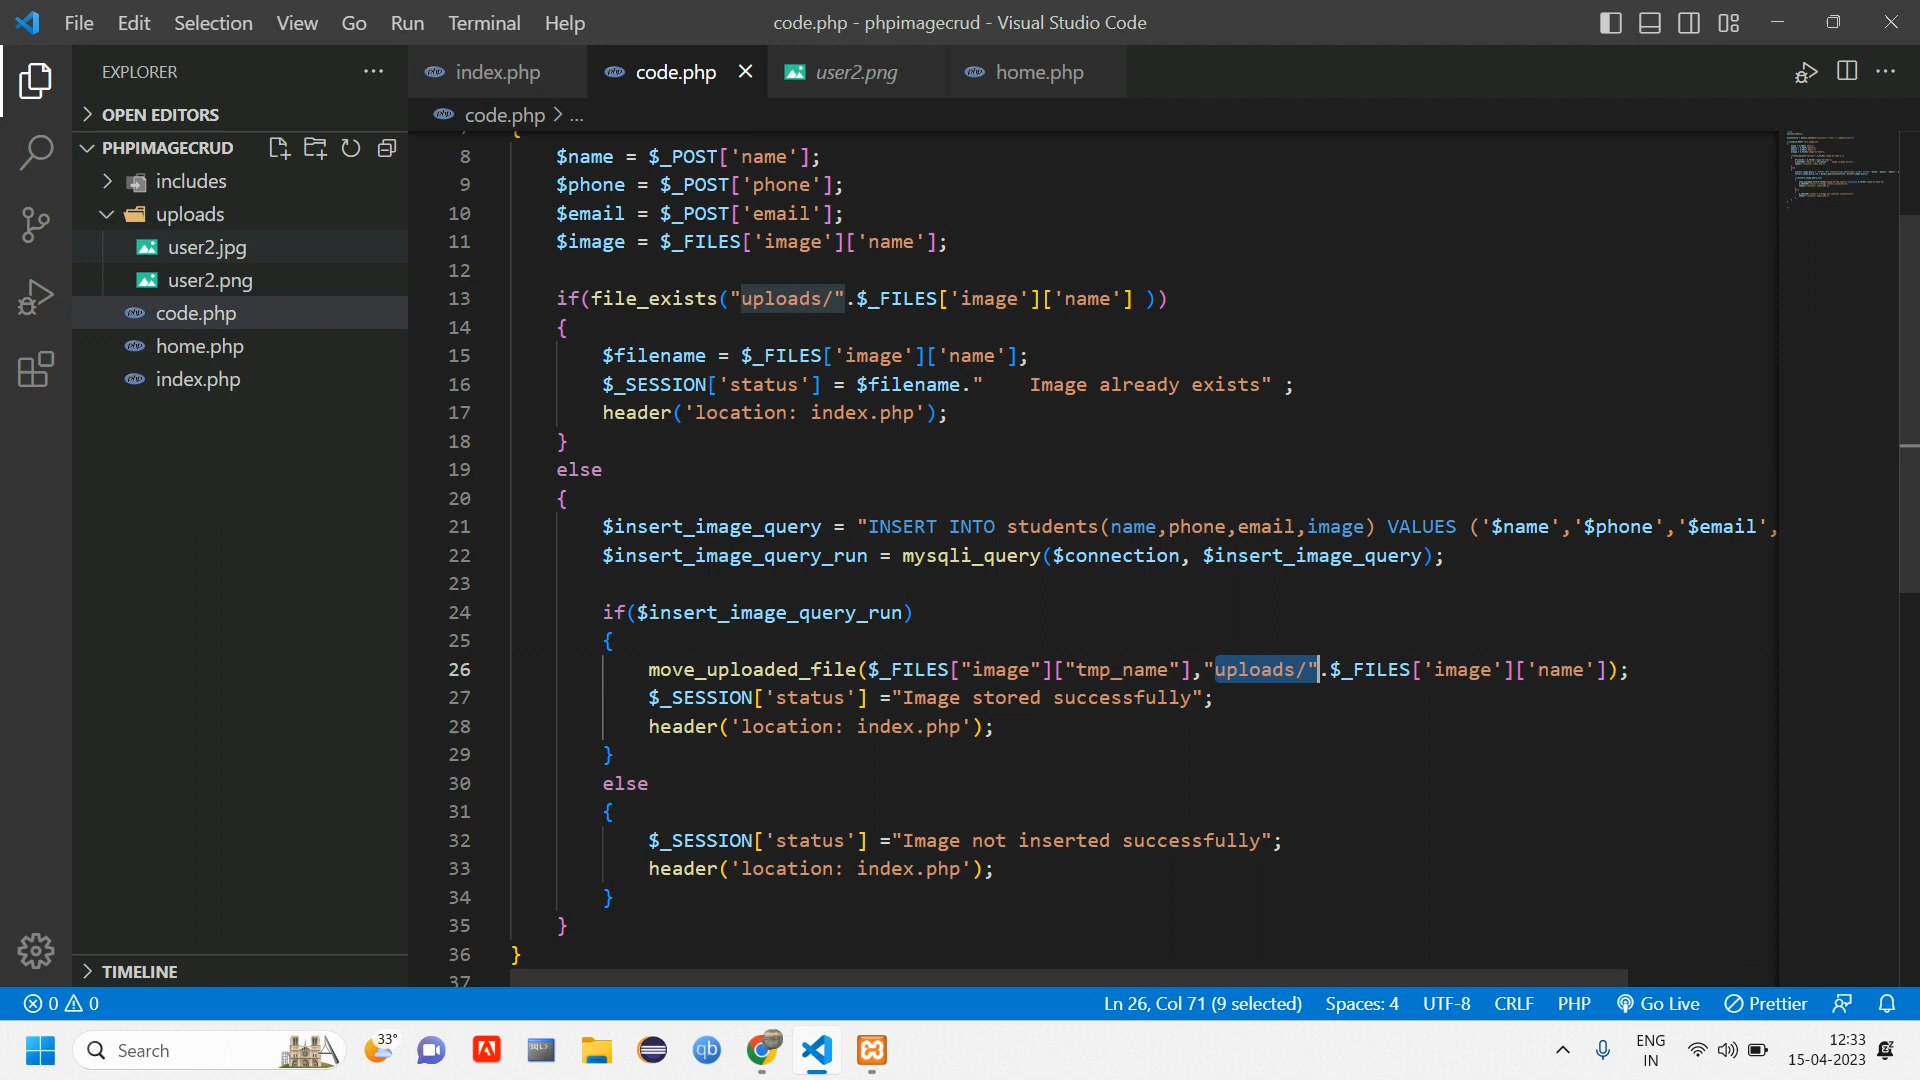 File Edit Selection View Go Run Terminal Help
code.php - phpimagecrud - Visual Studio Code
EXPLORER
index.php
code.php
user2.png
home.php
OPEN EDITORS
code.php > ...
PHPIMAGECRUD
includes
uploads
user2.jpg
user2.png
code.php
home.php
index.php
TIMELINE
{
8 $name = $_POST['name'];
9 $phone = $_POST['phone'];
10 $email = $_POST['email'];
11 $image = $_FILES['image']['name'];
12
13 if(file_exists("uploads/".$_FILES['image']['name'] ))
14 {
15 $filename = $_FILES['image']['name'];
16 $_SESSION['status'] = $filename."    Image already exists" ;
17 header('location: index.php');
18 }
19 else
20 {
21 $insert_image_query = "INSERT INTO students(name,phone,email,image) VALUES ('$name','$phone','$email',
22 $insert_image_query_run = mysqli_query($connection, $insert_image_query);
23
24 if($insert_image_query_run)
25 {
26 move_uploaded_file($_FILES["image"]["tmp_name"],"uploads/".$_FILES['image']['name']);
27 $_SESSION['status'] ="Image stored successfully";
28 header('location: index.php');
29 }
30 else
31 {
32 $_SESSION['status'] ="Image not inserted successfully";
33 header('location: index.php');
34 }
35 }
36 }
37
0 0
Ln 26, Col 71 (9 selected) Spaces: 4 UTF-8 CRLF PHP Go Live Prettier
Search
33°
SQL
qb
ENG
IN
12:33
15-04-2023